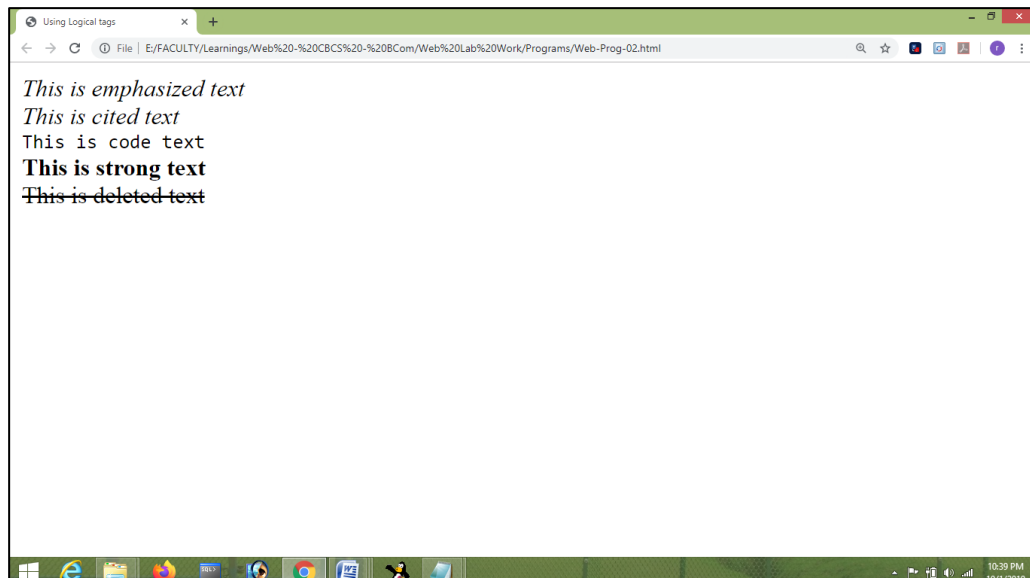 Using Logical tags
File | E:/FACULTY/Learnings/Web%20-%20CBCS%20-%20BCom/Web%20Lab%20Work/Programs/Web-Prog-02.html
This is emphasized text
This is cited text
This is code text
This is strong text
This is deleted text
SQL>
10:39 PM